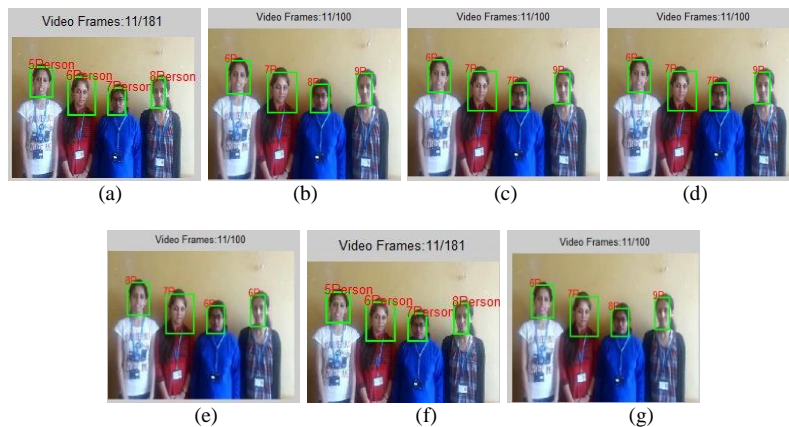 Video Frames:11/181
5Person
6Person
7Person
8Person
(a)
Video Frames:11/100
6P
7P
8P
9P
(b)
Video Frames:11/100
6P
7P
7P
9P
(c)
Video Frames:11/100
6P
7P
7P
9P
(d)
Video Frames:11/100
8P
7P
6P
6P
(e)
Video Frames:11/181
5Person
6Person
7Person
8Person
(f)
Video Frames:11/100
6P
7P
8P
9P
(g)